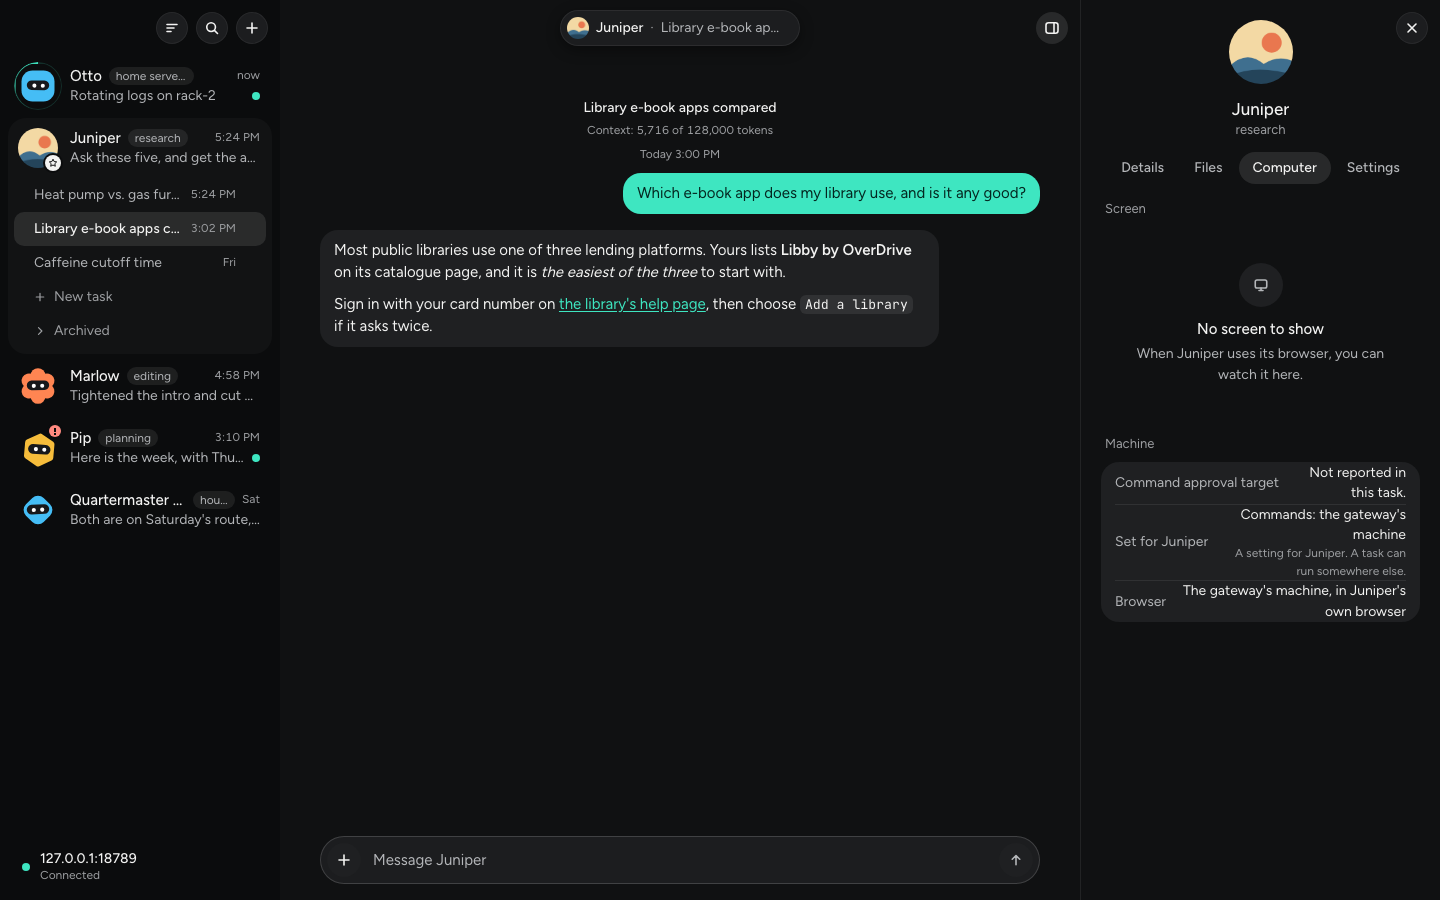 Otto home serve... now
Rotating logs on rack-2
Juniper research 5:24 PM
Ask these five, and get the a...
Heat pump vs. gas fur... 5:24 PM
Library e-book apps c... 3:02 PM
Caffeine cutoff time Fri
New task
Archived
Marlow editing 4:58 PM
Tightened the intro and cut ...
Pip planning 3:10 PM
Here is the week, with Thu...
Quartermaster ... hou... Sat
Both are on Saturday's route,...
127.0.0.1:18789
Connected
Juniper · Library e-book ap...
Library e-book apps compared
Context: 5,716 of 128,000 tokens
Today 3:00 PM
Which e-book app does my library use, and is it any good?
Most public libraries use one of three lending platforms. Yours lists Libby by OverDrive
on its catalogue page, and it is the easiest of the three to start with.
Sign in with your card number on the library's help page, then choose Add a library
if it asks twice.
Message Juniper
Juniper
research
Details Files Computer Settings
Screen
No screen to show
When Juniper uses its browser, you can
watch it here.
Machine
Command approval target Not reported in
this task.
Set for Juniper Commands: the gateway's
machine
A setting for Juniper. A task can
run somewhere else.
Browser The gateway's machine, in Juniper's
own browser